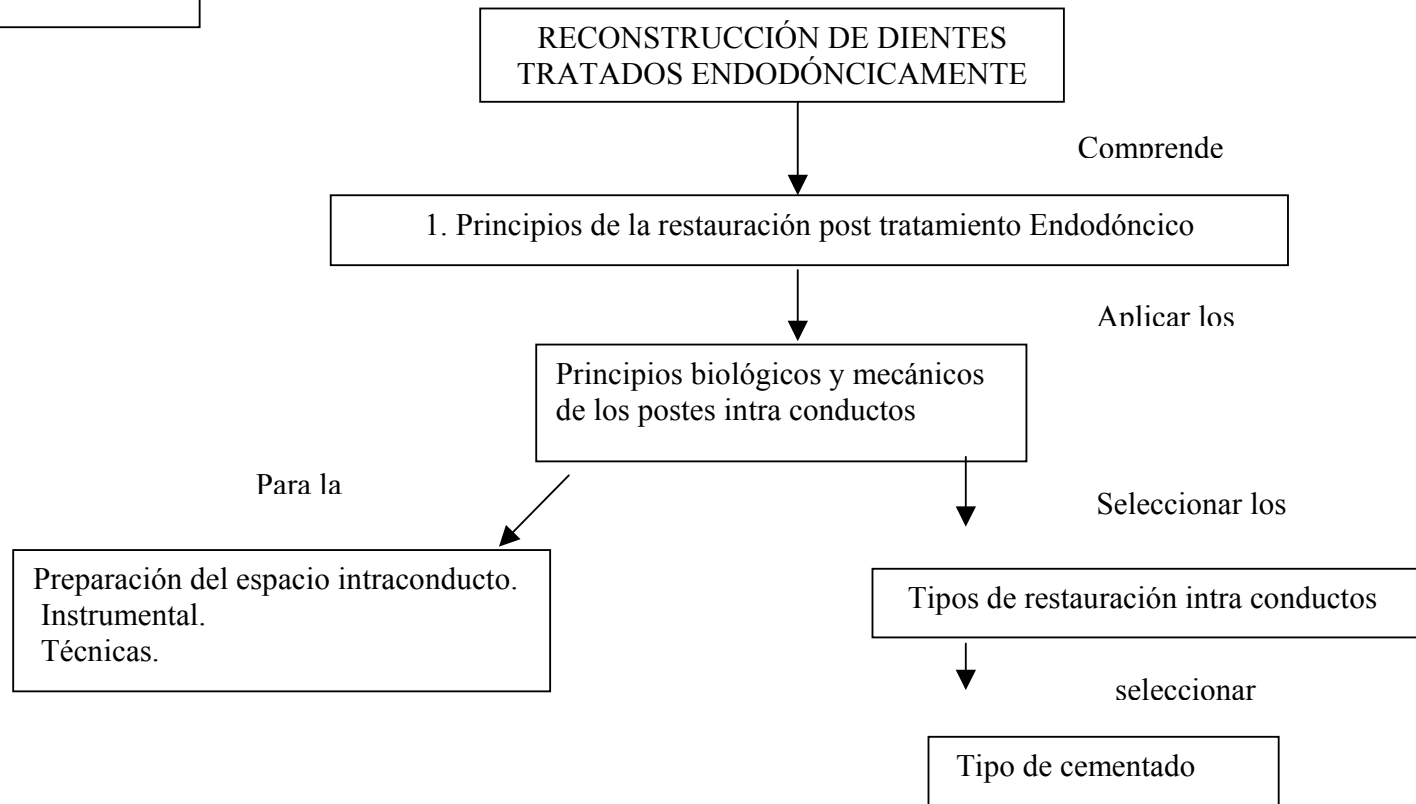 RECONSTRUCCIÓN DE DIENTES
TRATADOS ENDODÓNCICAMENTE
Comprende
1. Principios de la restauración post tratamiento Endodóncico
Aplicar los
Principios biológicos y mecánicos
de los postes intra conductos
Para la
Seleccionar los
Preparación del espacio intraconducto.
Instrumental.
Técnicas.
Tipos de restauración intra conductos
seleccionar
Tipo de cementado